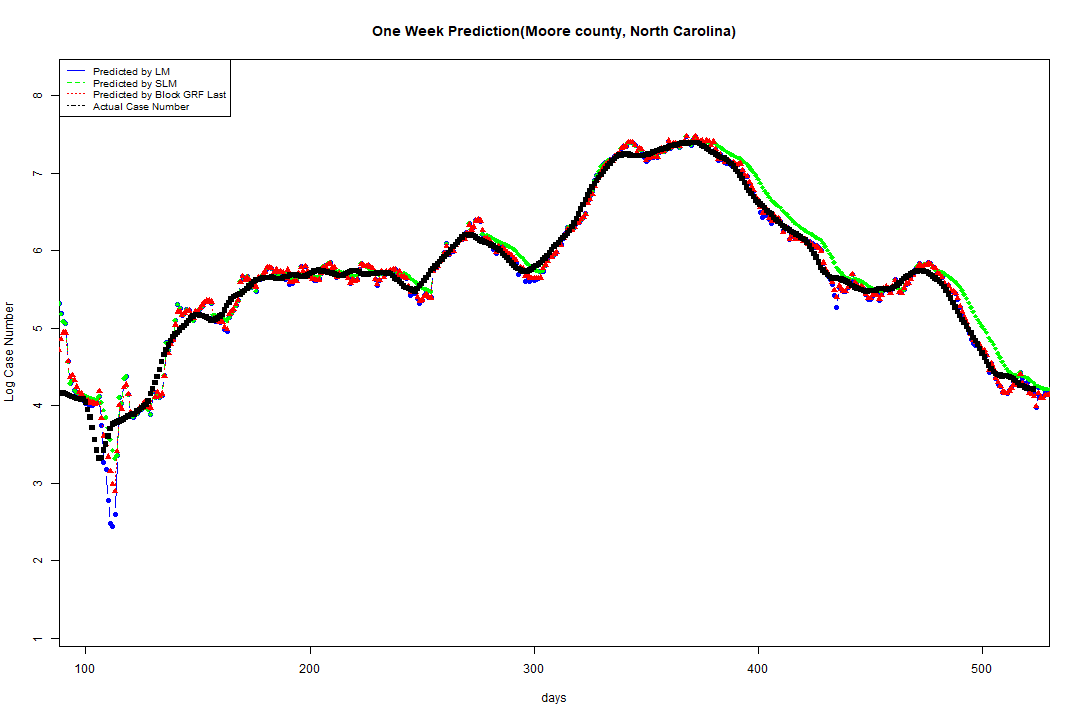 One Week Prediction(Moore county, North Carolina)
Predicted by LM
Predicted by SLM
Predicted by Block GRF Last
Actual Case Number
8
7
6
5
4
3
2
1
Log Case Number
100 200 300 400 500
days